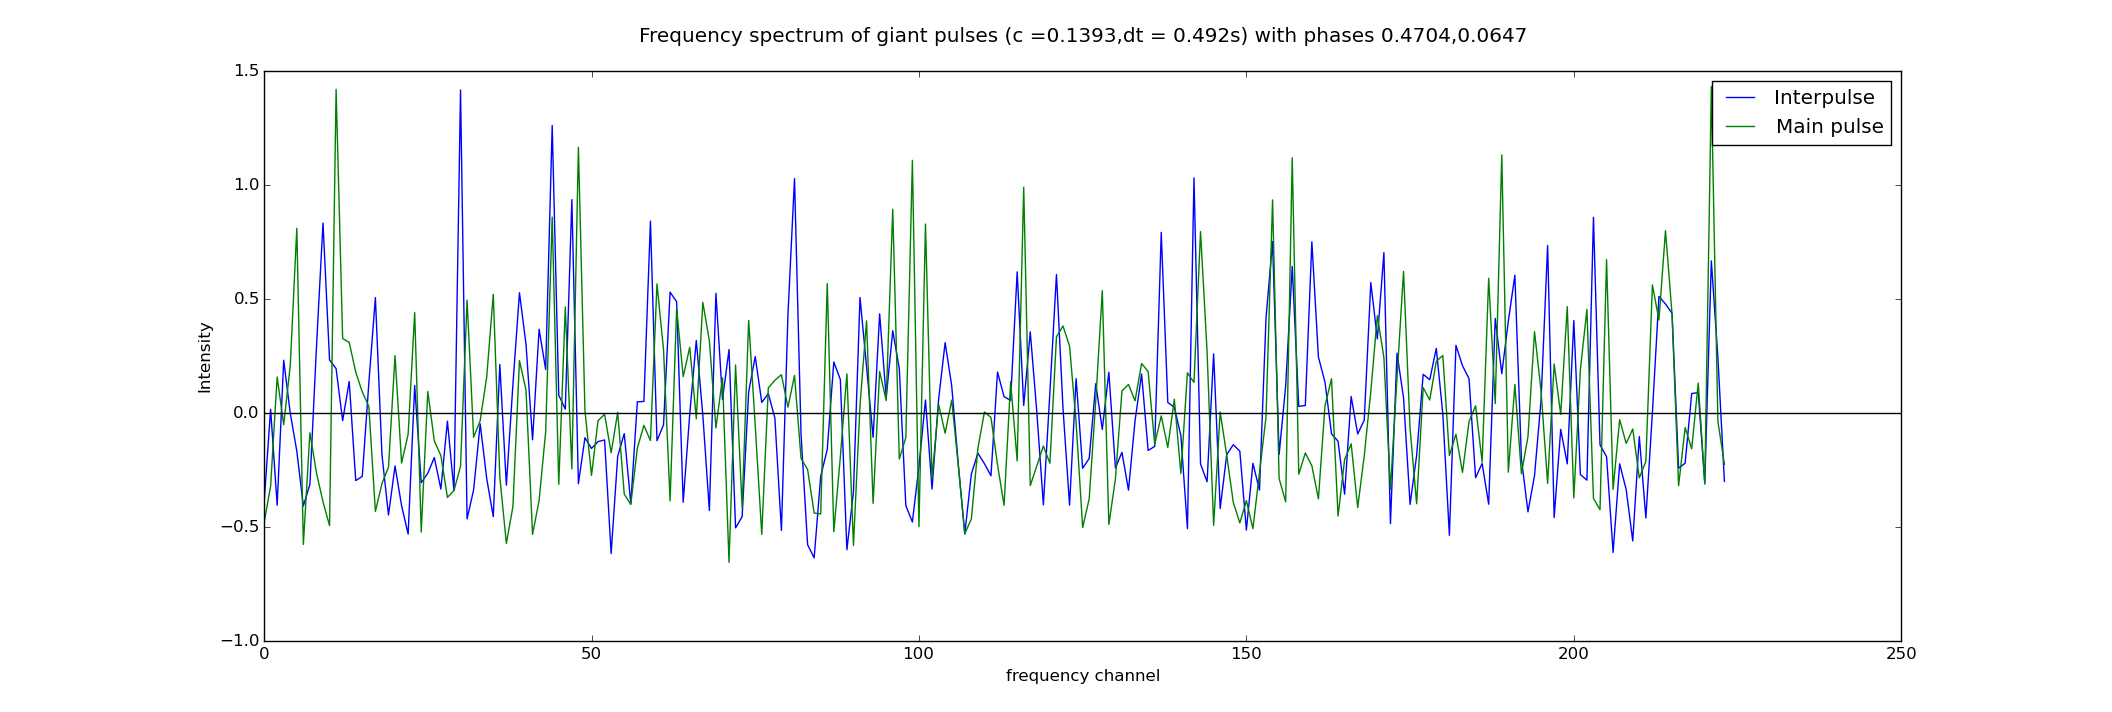 Frequency spectrum of giant pulses (c =0.1393,dt = 0.492s) with phases 0.4704,0.0647
Interpulse
Main pulse
Intensity
1.5
1.0
0.5
0.0
−0.5
−1.0
0 50 100 150 200 250
frequency channel